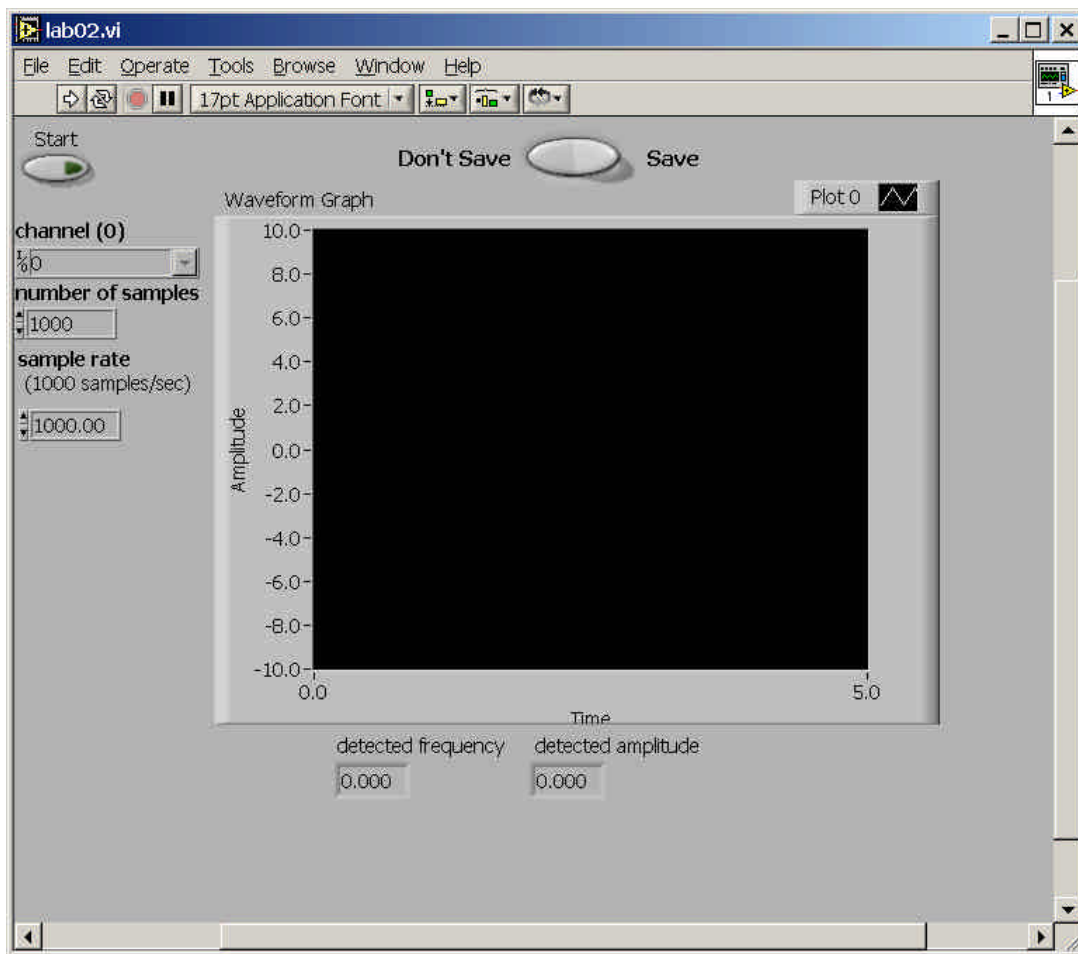 lab02.vi
File Edit Operate Tools Browse Window Help
17pt Application Font
1
Start
Don't Save Save
Waveform Graph
Plot 0
channel (0)
0
number of samples
1000
sample rate
(1000 samples/sec)
1000.00
10.0
8.0
6.0
4.0
2.0
0.0
-2.0
-4.0
-6.0
-8.0
-10.0
Amplitude
0.0 5.0
Time
detected frequency detected amplitude
0.000 0.000